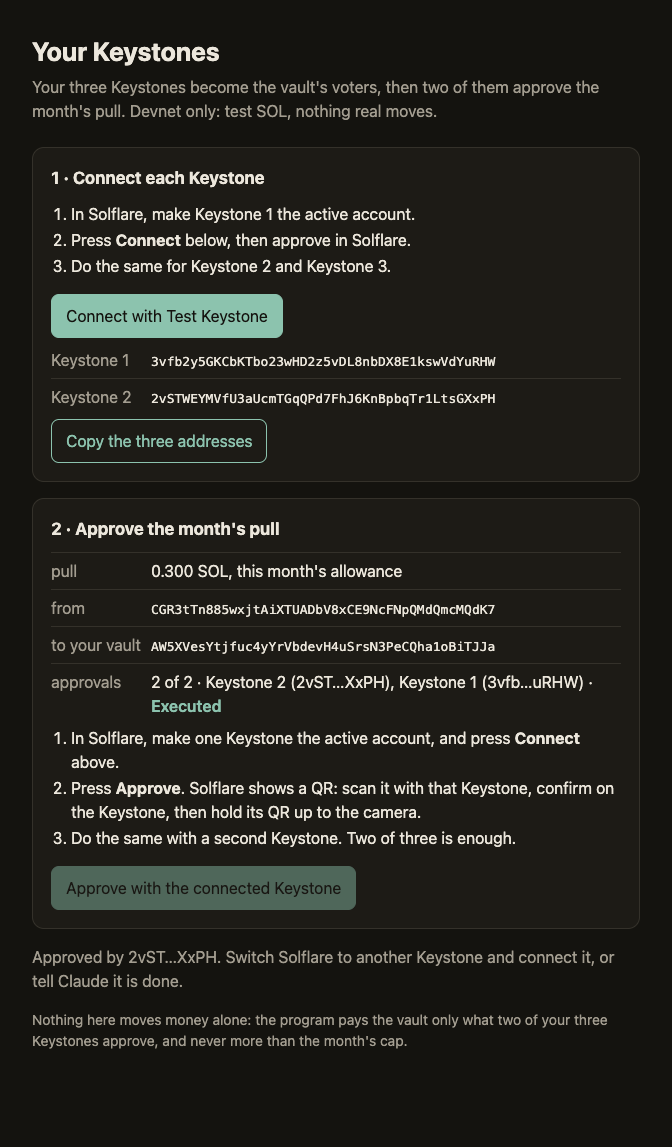 Your Keystones
Your three Keystones become the vault's voters, then two of them approve the
month's pull. Devnet only: test SOL, nothing real moves.
1 · Connect each Keystone
1. In Solflare, make Keystone 1 the active account.
2. Press Connect below, then approve in Solflare.
3. Do the same for Keystone 2 and Keystone 3.
Connect with Test Keystone
Keystone 1 3vfb2y5GKCbKTbo23wHD2z5vDL8nbDX8E1kswVdYuRHW
Keystone 2 2vSTWEYMVfU3aUcmTGqQPd7FhJ6KnBpbqTr1LtsGXxPH
Copy the three addresses
2 · Approve the month's pull
pull 0.300 SOL, this month's allowance
from CGR3tTn885wxjtAiXTUADbV8xCE9NcFNpQMdQmcMQdK7
to your vault AW5XVesYtjfuc4yYrVbdevH4uSrsN3PeCQha1oBiTJJa
approvals 2 of 2 · Keystone 2 (2vST…XxPH), Keystone 1 (3vfb…uRHW) ·
Executed
1. In Solflare, make one Keystone the active account, and press Connect
above.
2. Press Approve. Solflare shows a QR: scan it with that Keystone, confirm on
the Keystone, then hold its QR up to the camera.
3. Do the same with a second Keystone. Two of three is enough.
Approve with the connected Keystone
Approved by 2vST…XxPH. Switch Solflare to another Keystone and connect it, or
tell Claude it is done.
Nothing here moves money alone: the program pays the vault only what two of your three
Keystones approve, and never more than the month's cap.